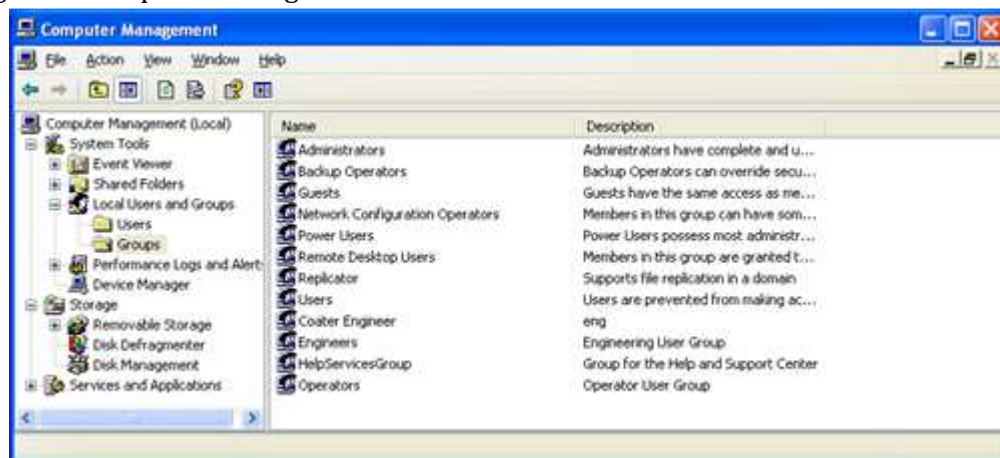 Computer Management
File Action View Window Help
Computer Management (Local)
System Tools
Event Viewer
Shared Folders
Local Users and Groups
Users
Groups
Performance Logs and Alert
Device Manager
Storage
Removable Storage
Disk Defragmenter
Disk Management
Services and Applications
Name Description
Administrators Administrators have complete and u...
Backup Operators Backup Operators can override secu...
Guests Guests have the same access as me...
Network Configuration Operators Members in this group can have som...
Power Users Power Users possess most administr...
Remote Desktop Users Members in this group are granted t...
Replicator Supports file replication in a domain
Users Users are prevented from making ac...
Coater Engineer eng
Engineers Engineering User Group
HelpServicesGroup Group for the Help and Support Center
Operators Operator User Group